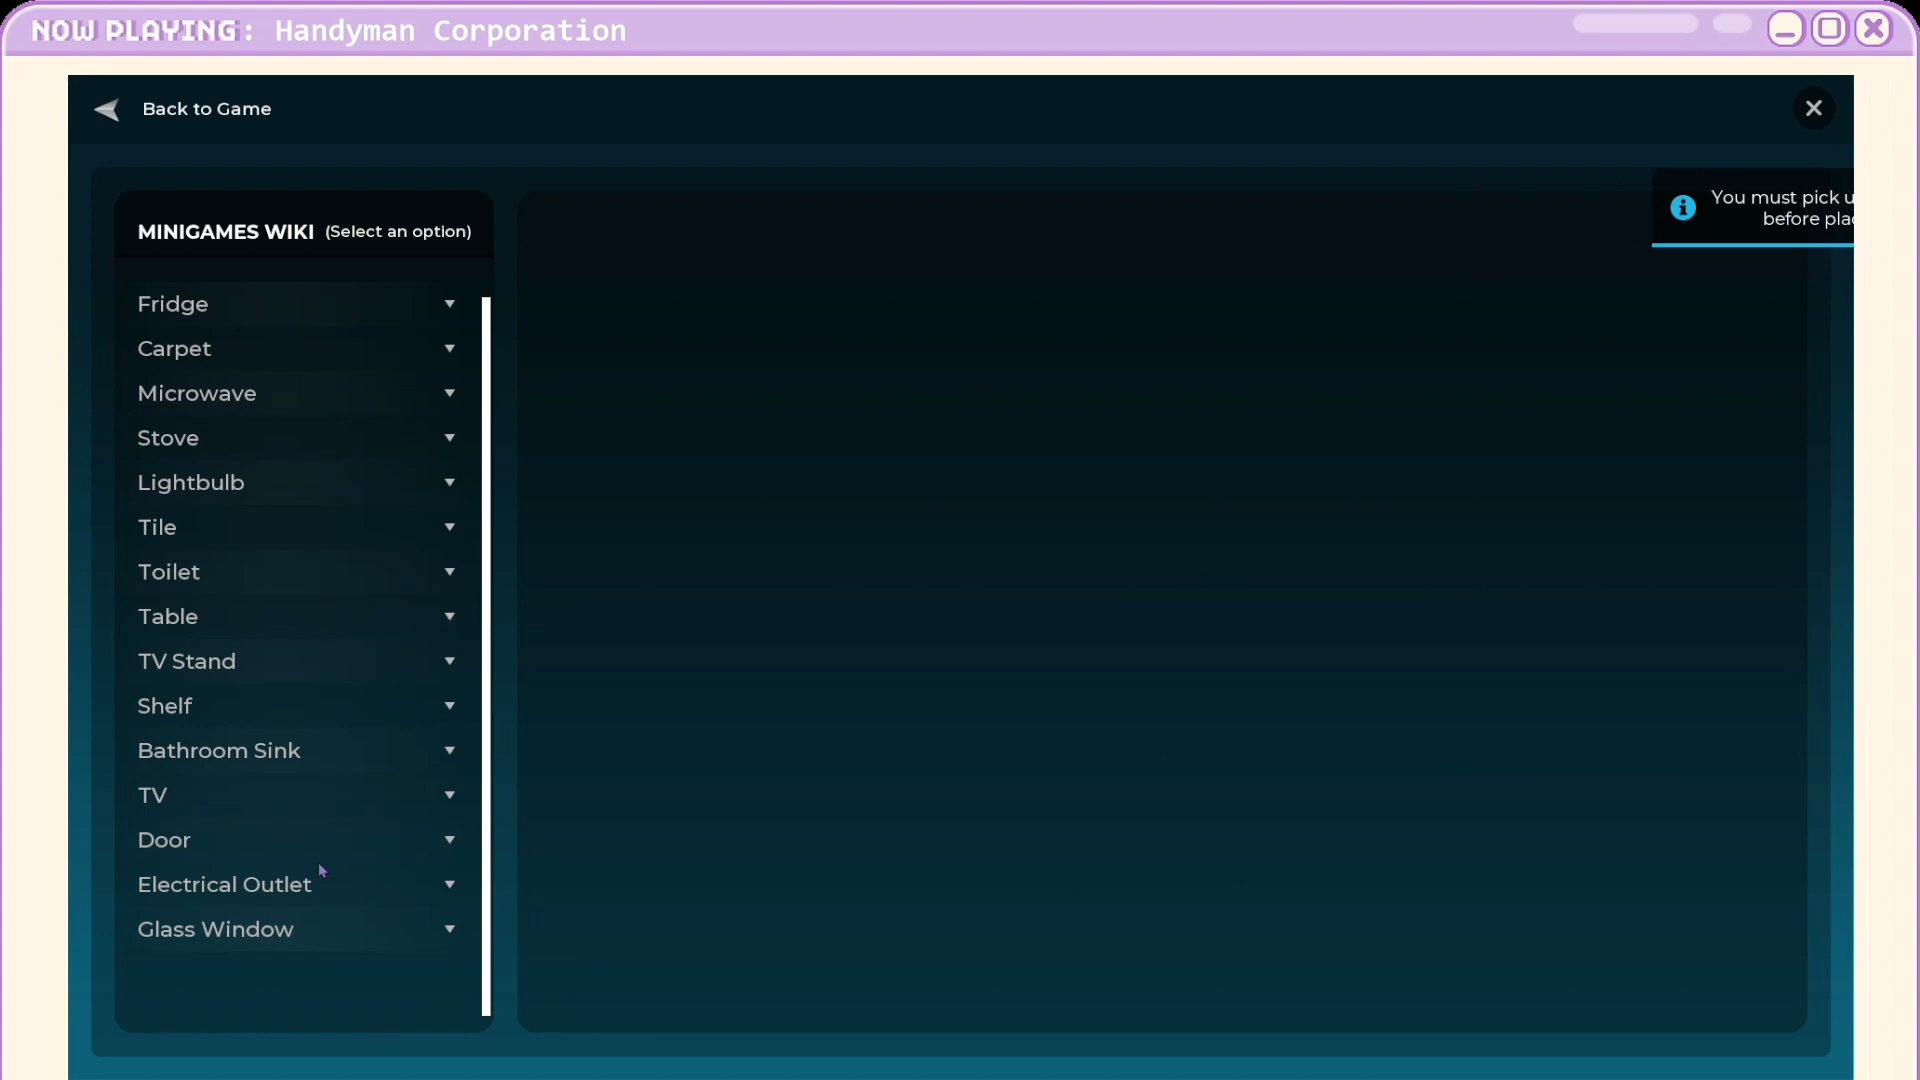 NOW PLAYING: Handyman Corporation
Back to Game
MINIGAMES WIKI (Select an option)
You must pick u
before plac
Fridge
Carpet
Microwave
Stove
Lightbulb
Tile
Toilet
Table
TV Stand
Shelf
Bathroom Sink
TV
Door
Electrical Outlet
Glass Window